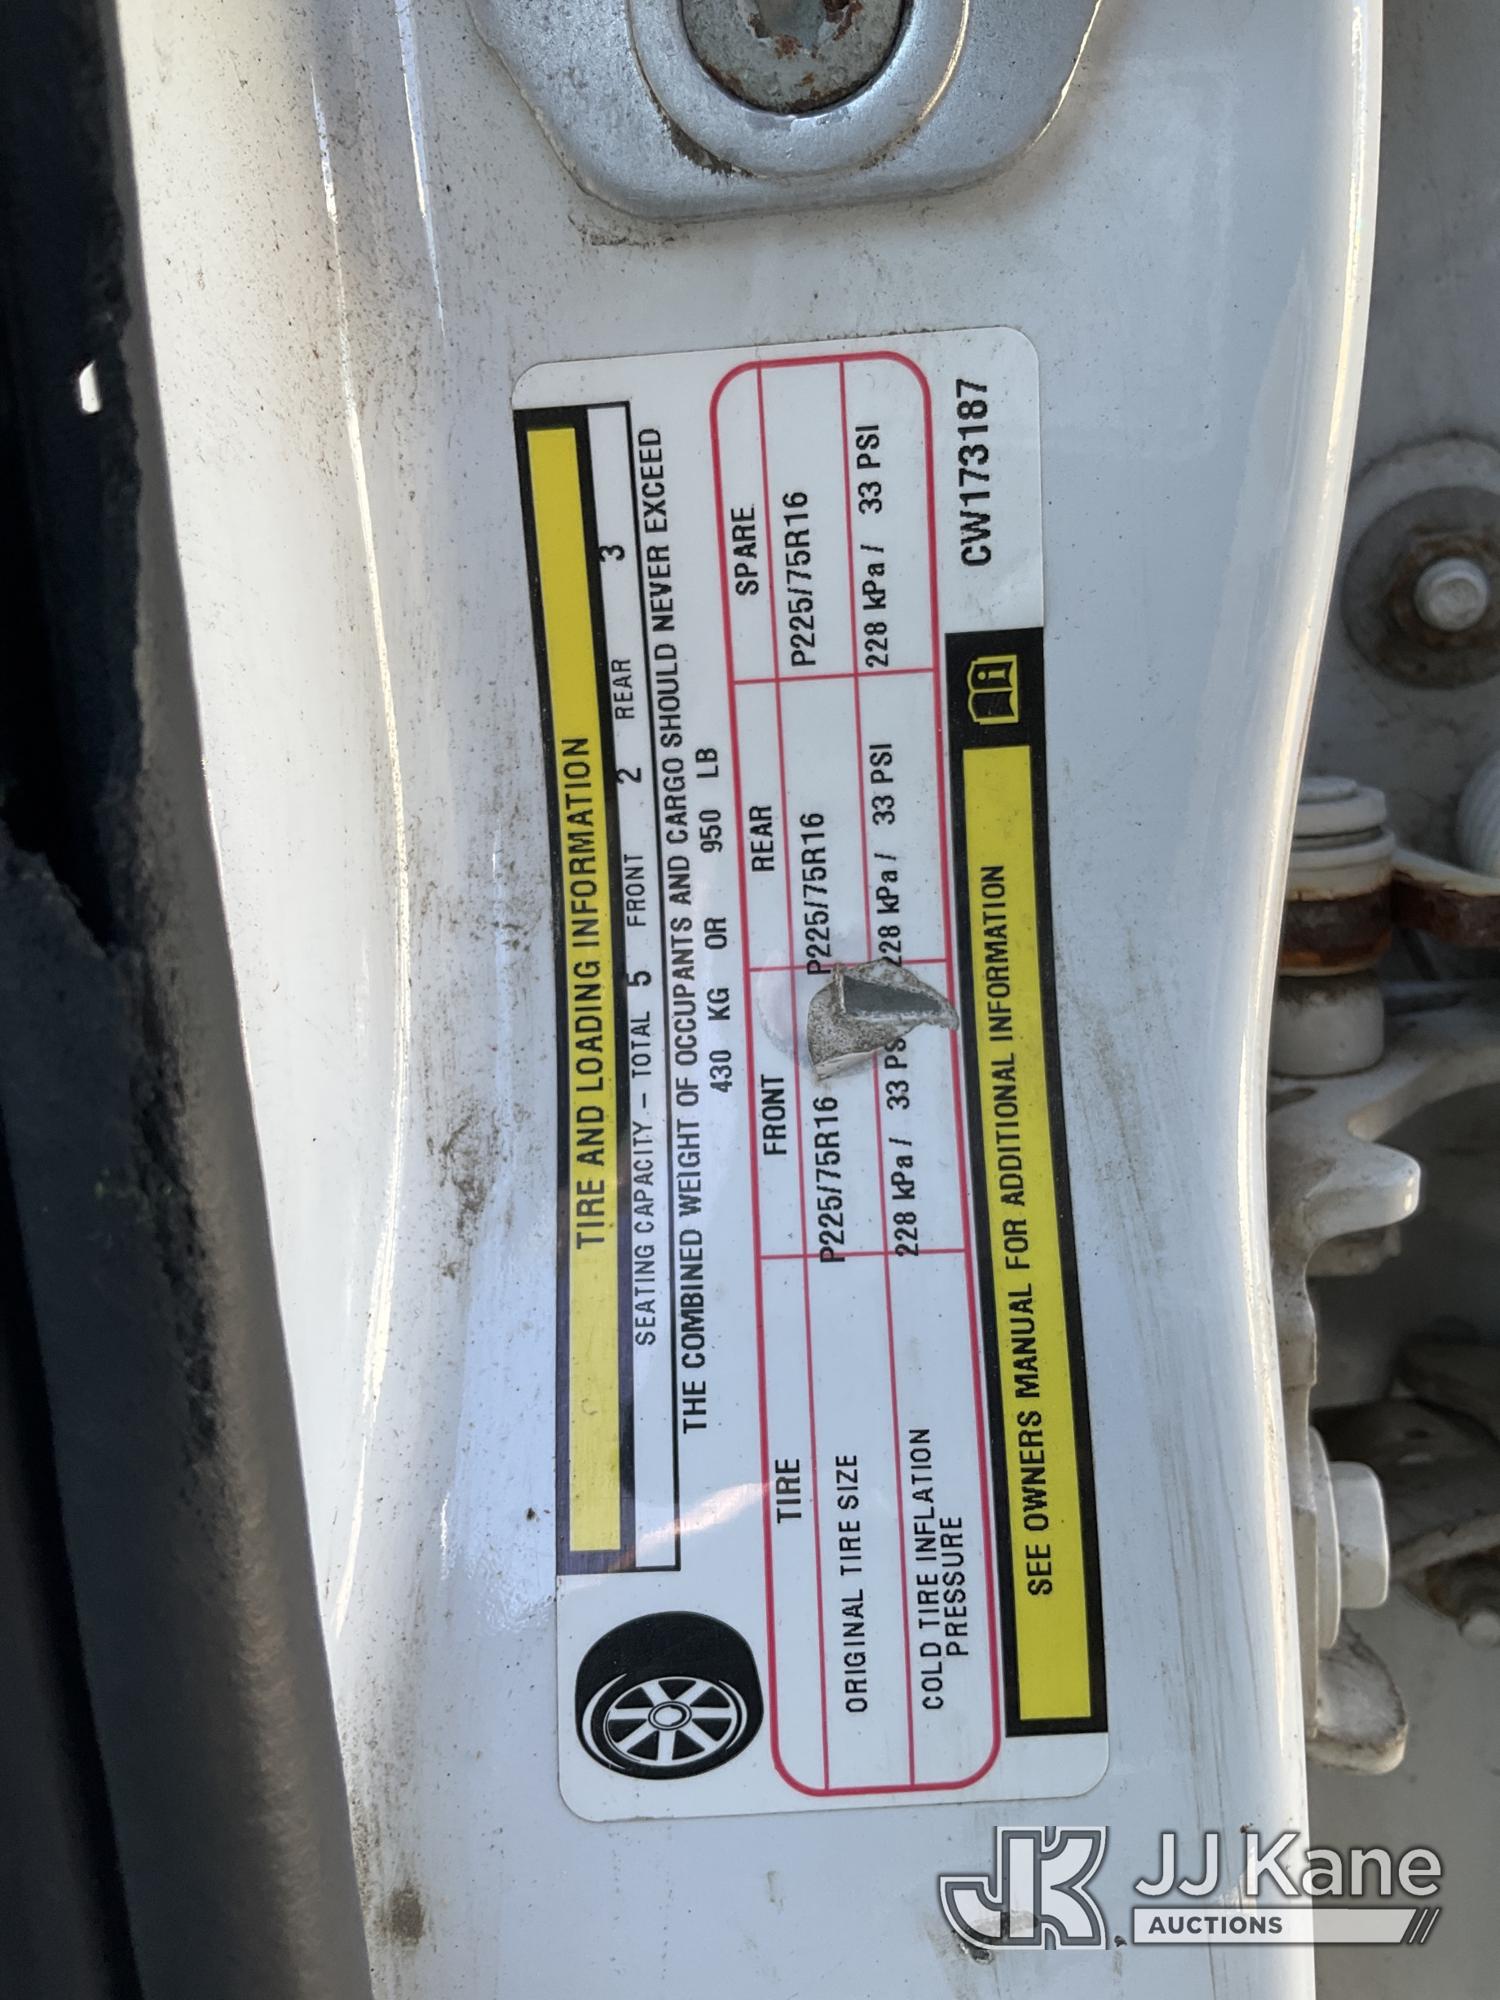 TIRE AND LOADING INFORMATION
SEATING CAPACITY - TOTAL 5 FRONT 2 REAR 3
THE COMBINED WEIGHT OF OCCUPANTS AND CARGO SHOULD NEVER EXCEED
430 KG OR 950 LB
TIRE FRONT REAR SPARE
ORIGINAL TIRE SIZE P225/75R16 P225/75R16 P225/75R16
COLD TIRE INFLATION PRESSURE 228 kPa / 33 PS 228 kPa / 33 PSI 228 kPa / 33 PSI
SEE OWNERS MANUAL FOR ADDITIONAL INFORMATION
CW173187
JK JJ Kane
AUCTIONS